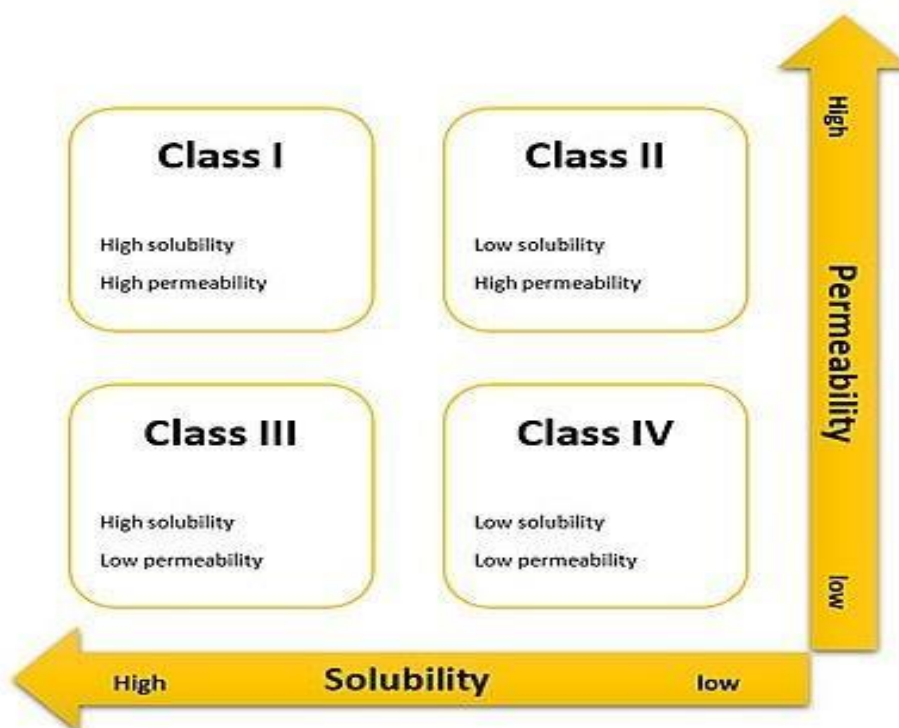 Class I
High solubility
High permeability
Class II
Low solubility
High permeability
Class III
High solubility
Low permeability
Class IV
Low solubility
Low permeability
High
Permeability
low
High Solubility low